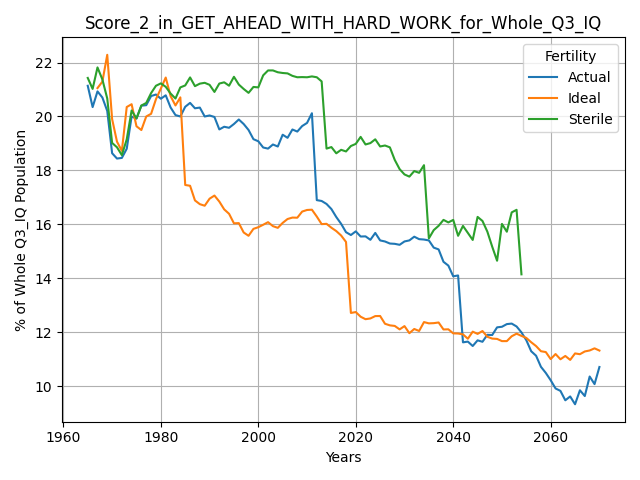 Score_2_in_GET_AHEAD_WITH_HARD_WORK_for_Whole_Q3_IQ
% of Whole Q3_IQ Population
22
20
18
16
14
12
10
Fertility
Actual
Ideal
Sterile
1960 1980 2000 2020 2040 2060
Years